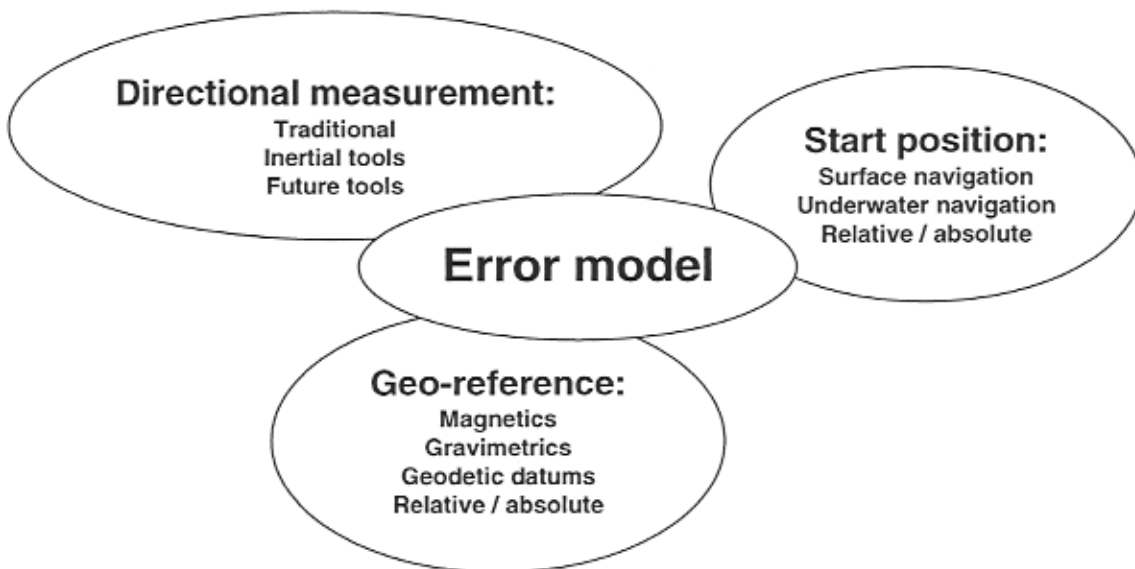 Directional measurement:
Traditional
Inertial tools
Future tools
Start position:
Surface navigation
Underwater navigation
Relative / absolute
Error model
Geo-reference:
Magnetics
Gravimetrics
Geodetic datums
Relative / absolute